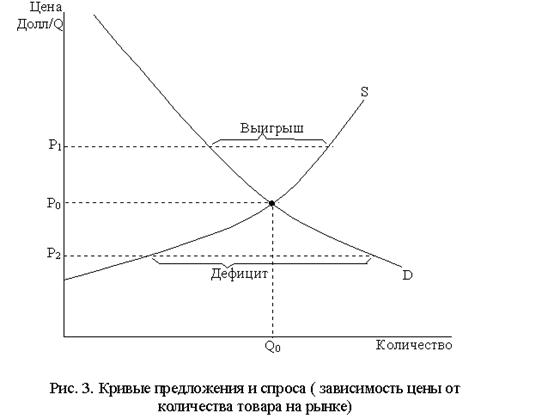 Цена
Долл/Q
S
Выигрыш
P1
P0
P2
Дефицит
D
Q0
Количество
Рис. 3. Кривые предложения и спроса ( зависимость цены от
количества товара на рынке)